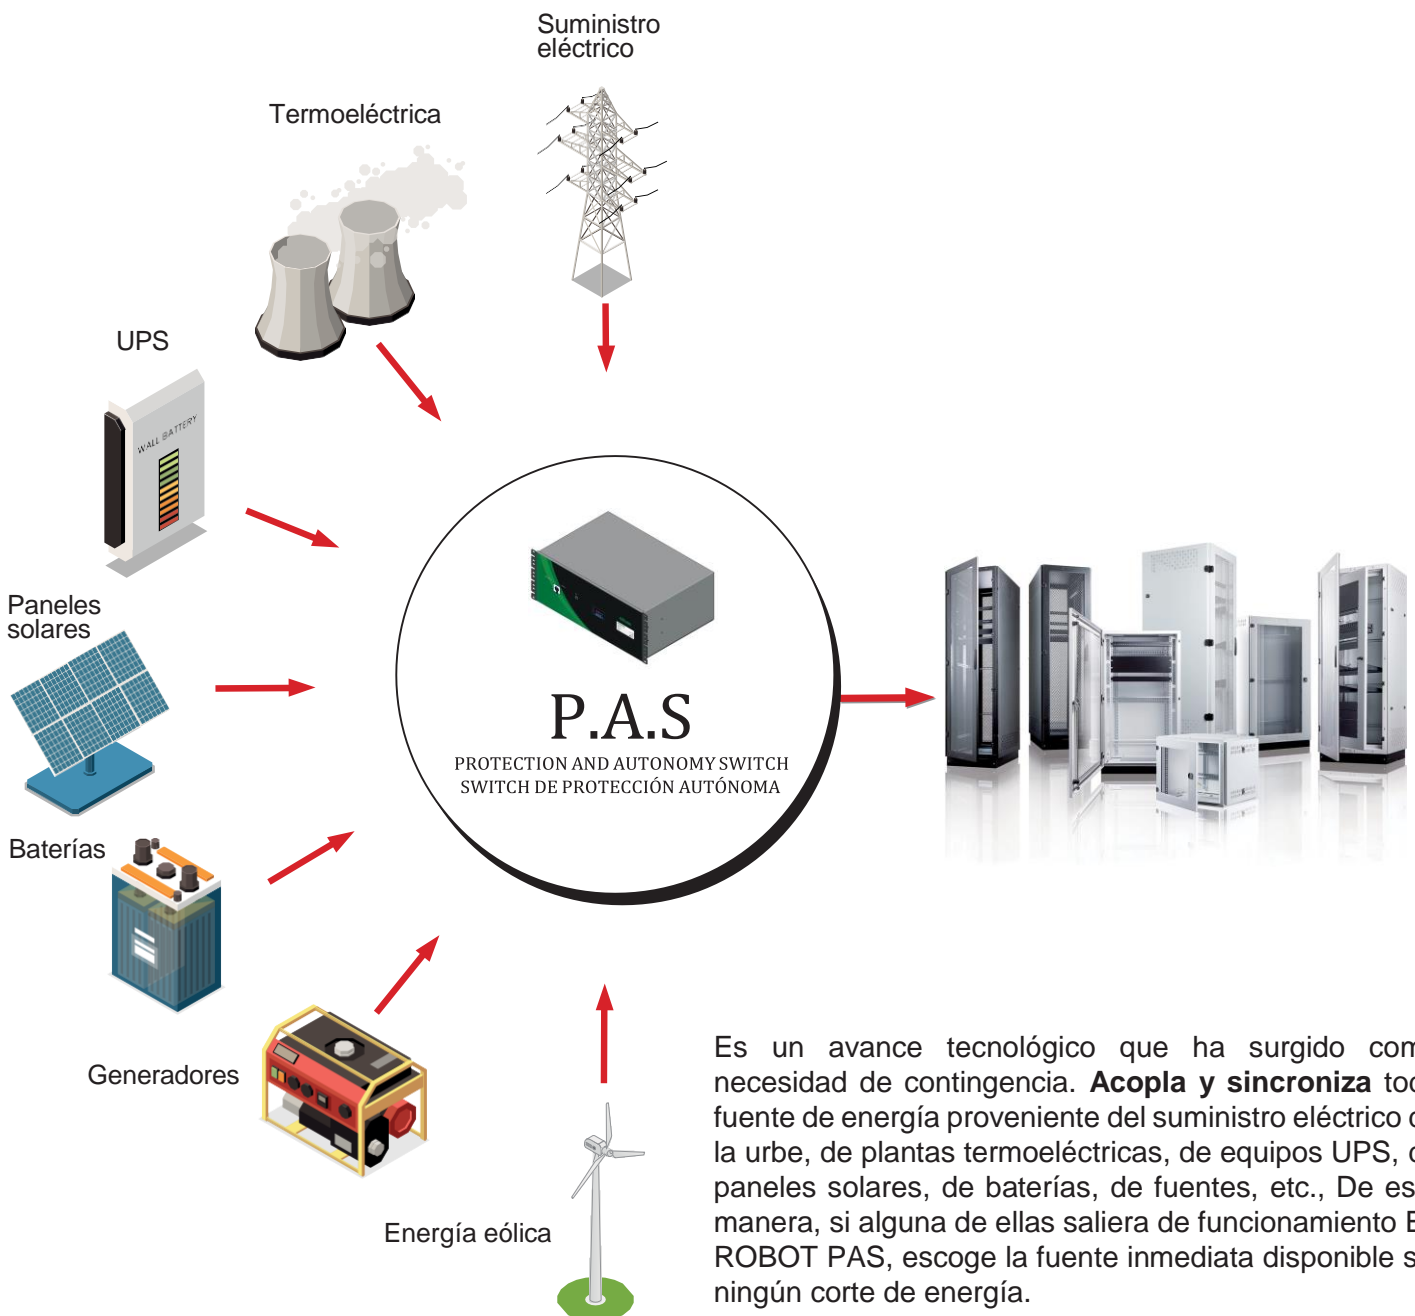 Suministro
eléctrico
Termoeléctrica
UPS
WALL BATTERY
Paneles
solares
P.A.S
PROTECTION AND AUTONOMY SWITCH
SWITCH DE PROTECCIÓN AUTÓNOMA
Baterías
Generadores
Energía eólica
Es un avance tecnológico que ha surgido com
necesidad de contingencia. Acopla y sincroniza to
fuente de energía proveniente del suministro eléctrico
la urbe, de plantas termoeléctricas, de equipos UPS,
paneles solares, de baterías, de fuentes, etc., De es
manera, si alguna de ellas saliera de funcionamiento
ROBOT PAS, escoge la fuente inmediata disponible s
ningún corte de energía.